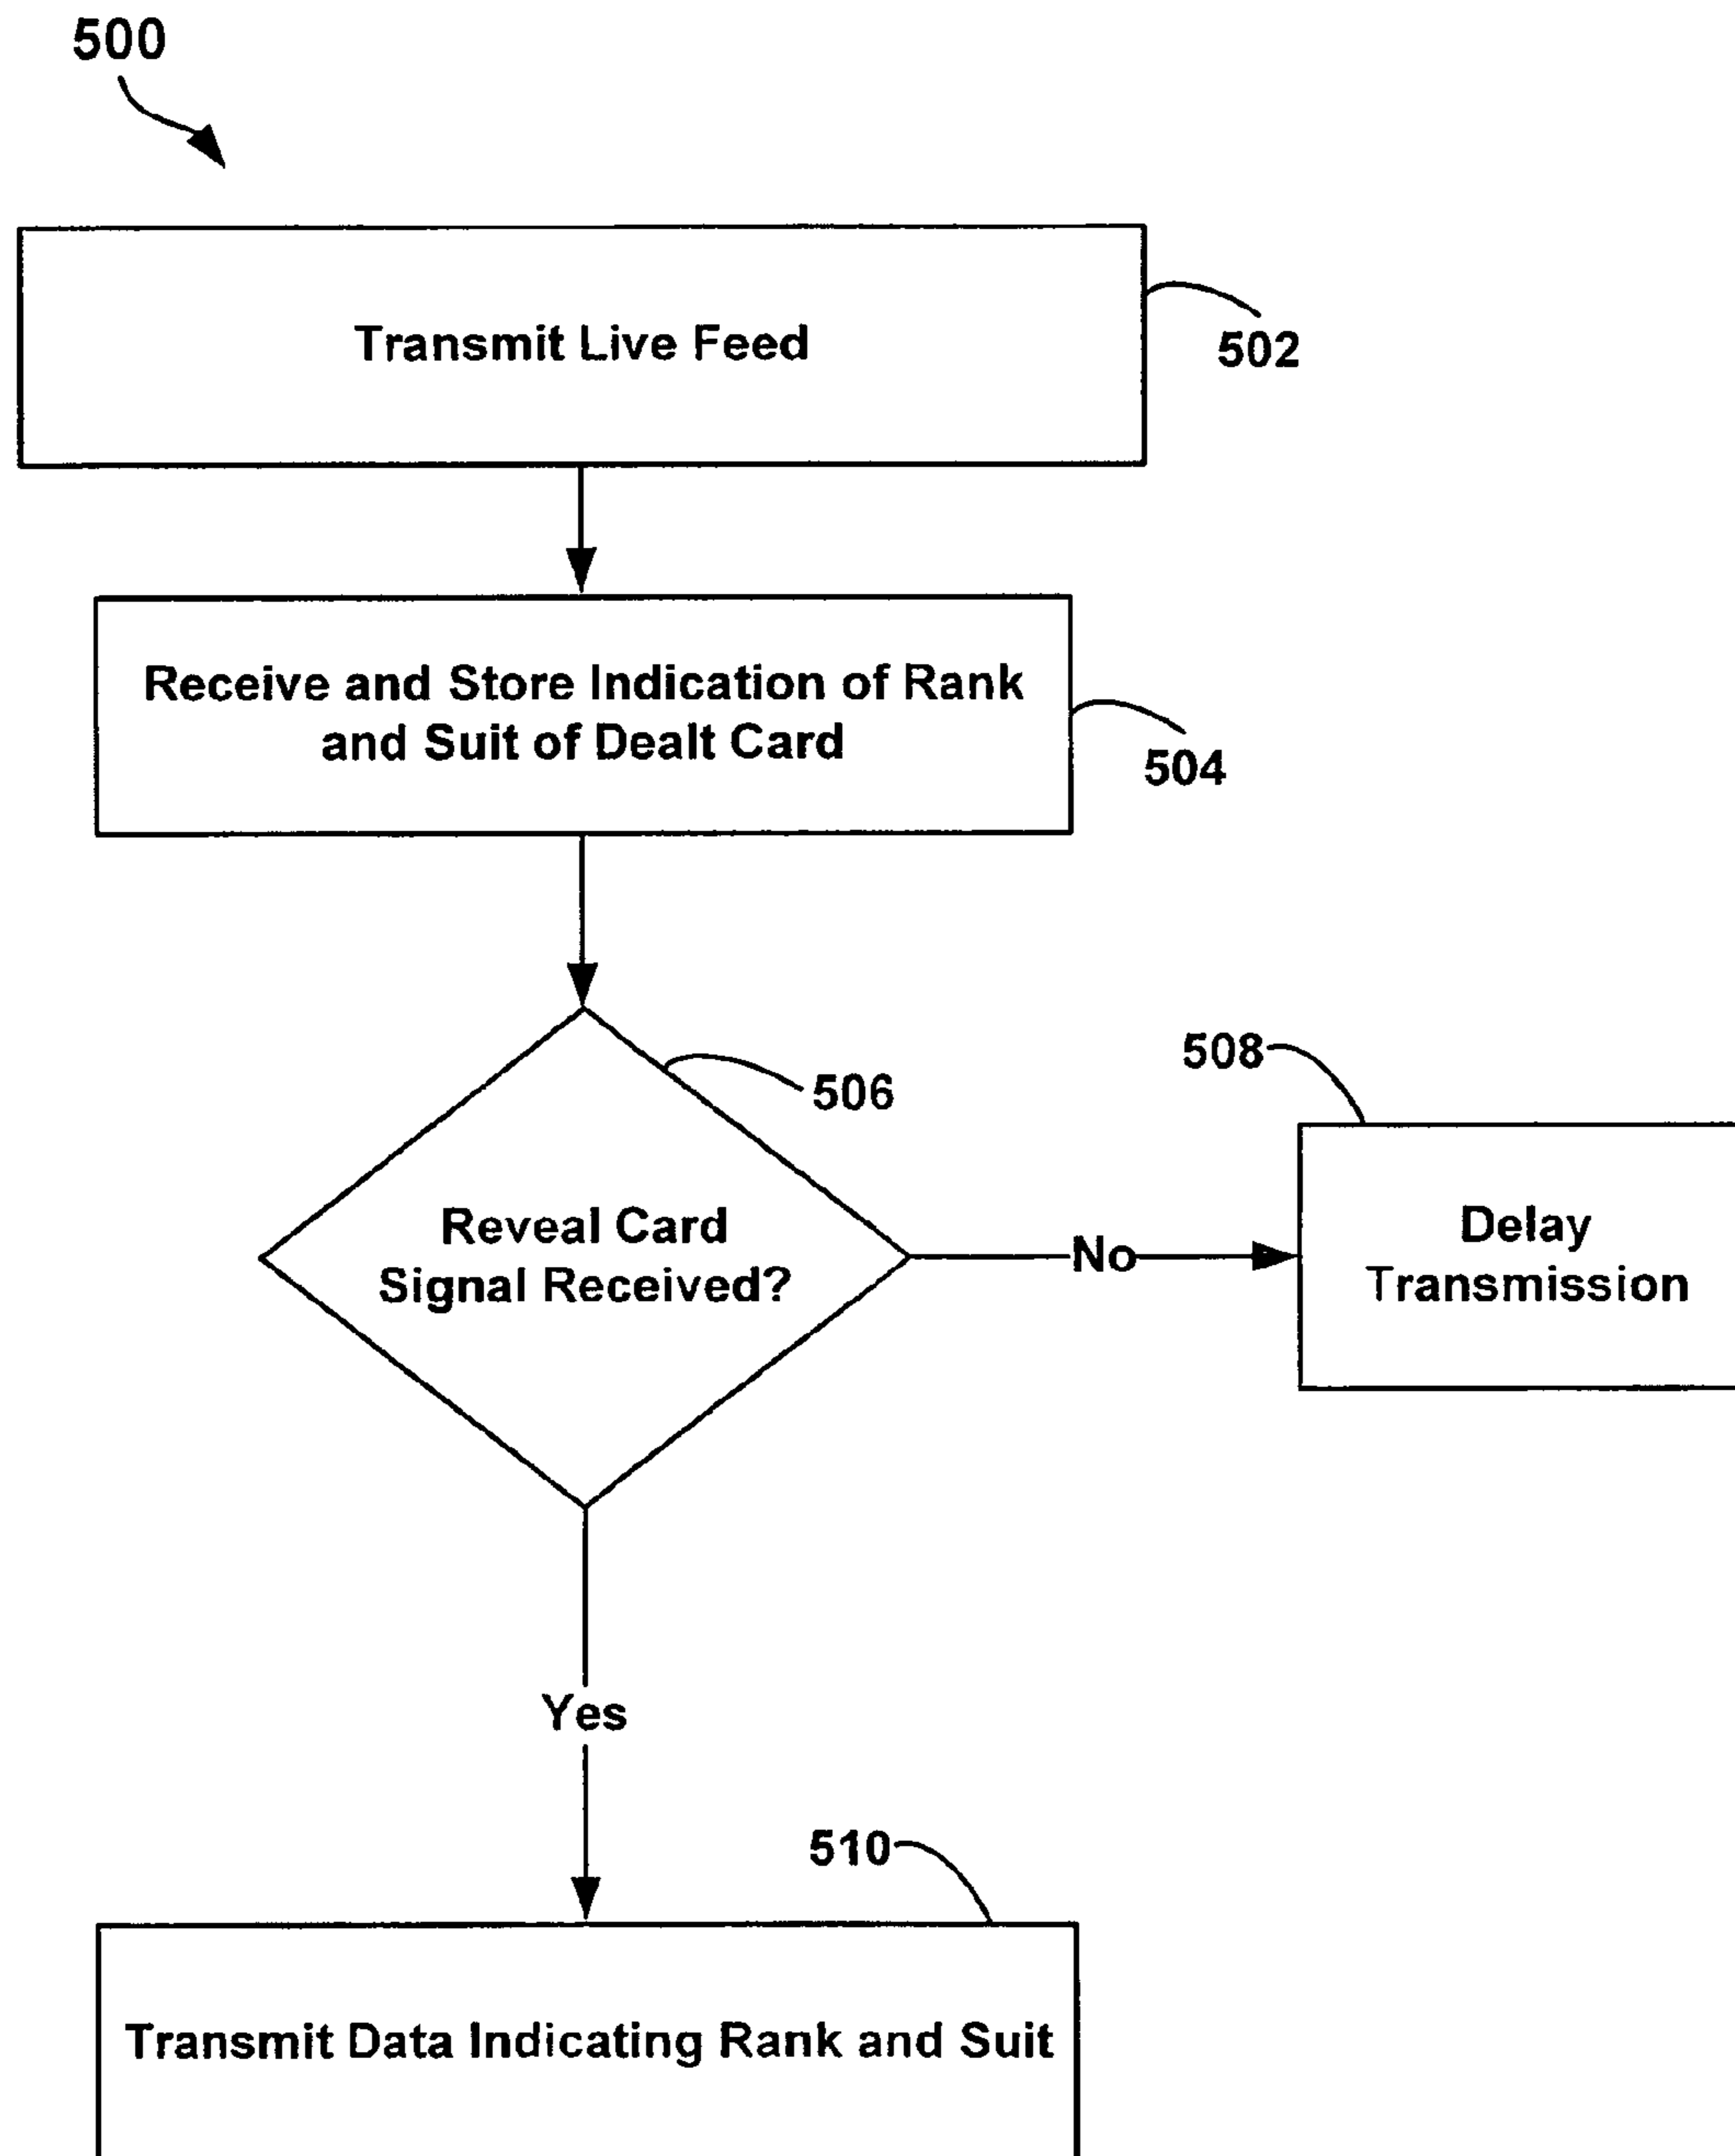 500
Transmit Live Feed
502
Receive and Store Indication of Rank
and Suit of Dealt Card
504
506
508
Reveal Card
Signal Received?
No
Delay
Transmission
Yes
510
Transmit Data Indicating Rank and Suit